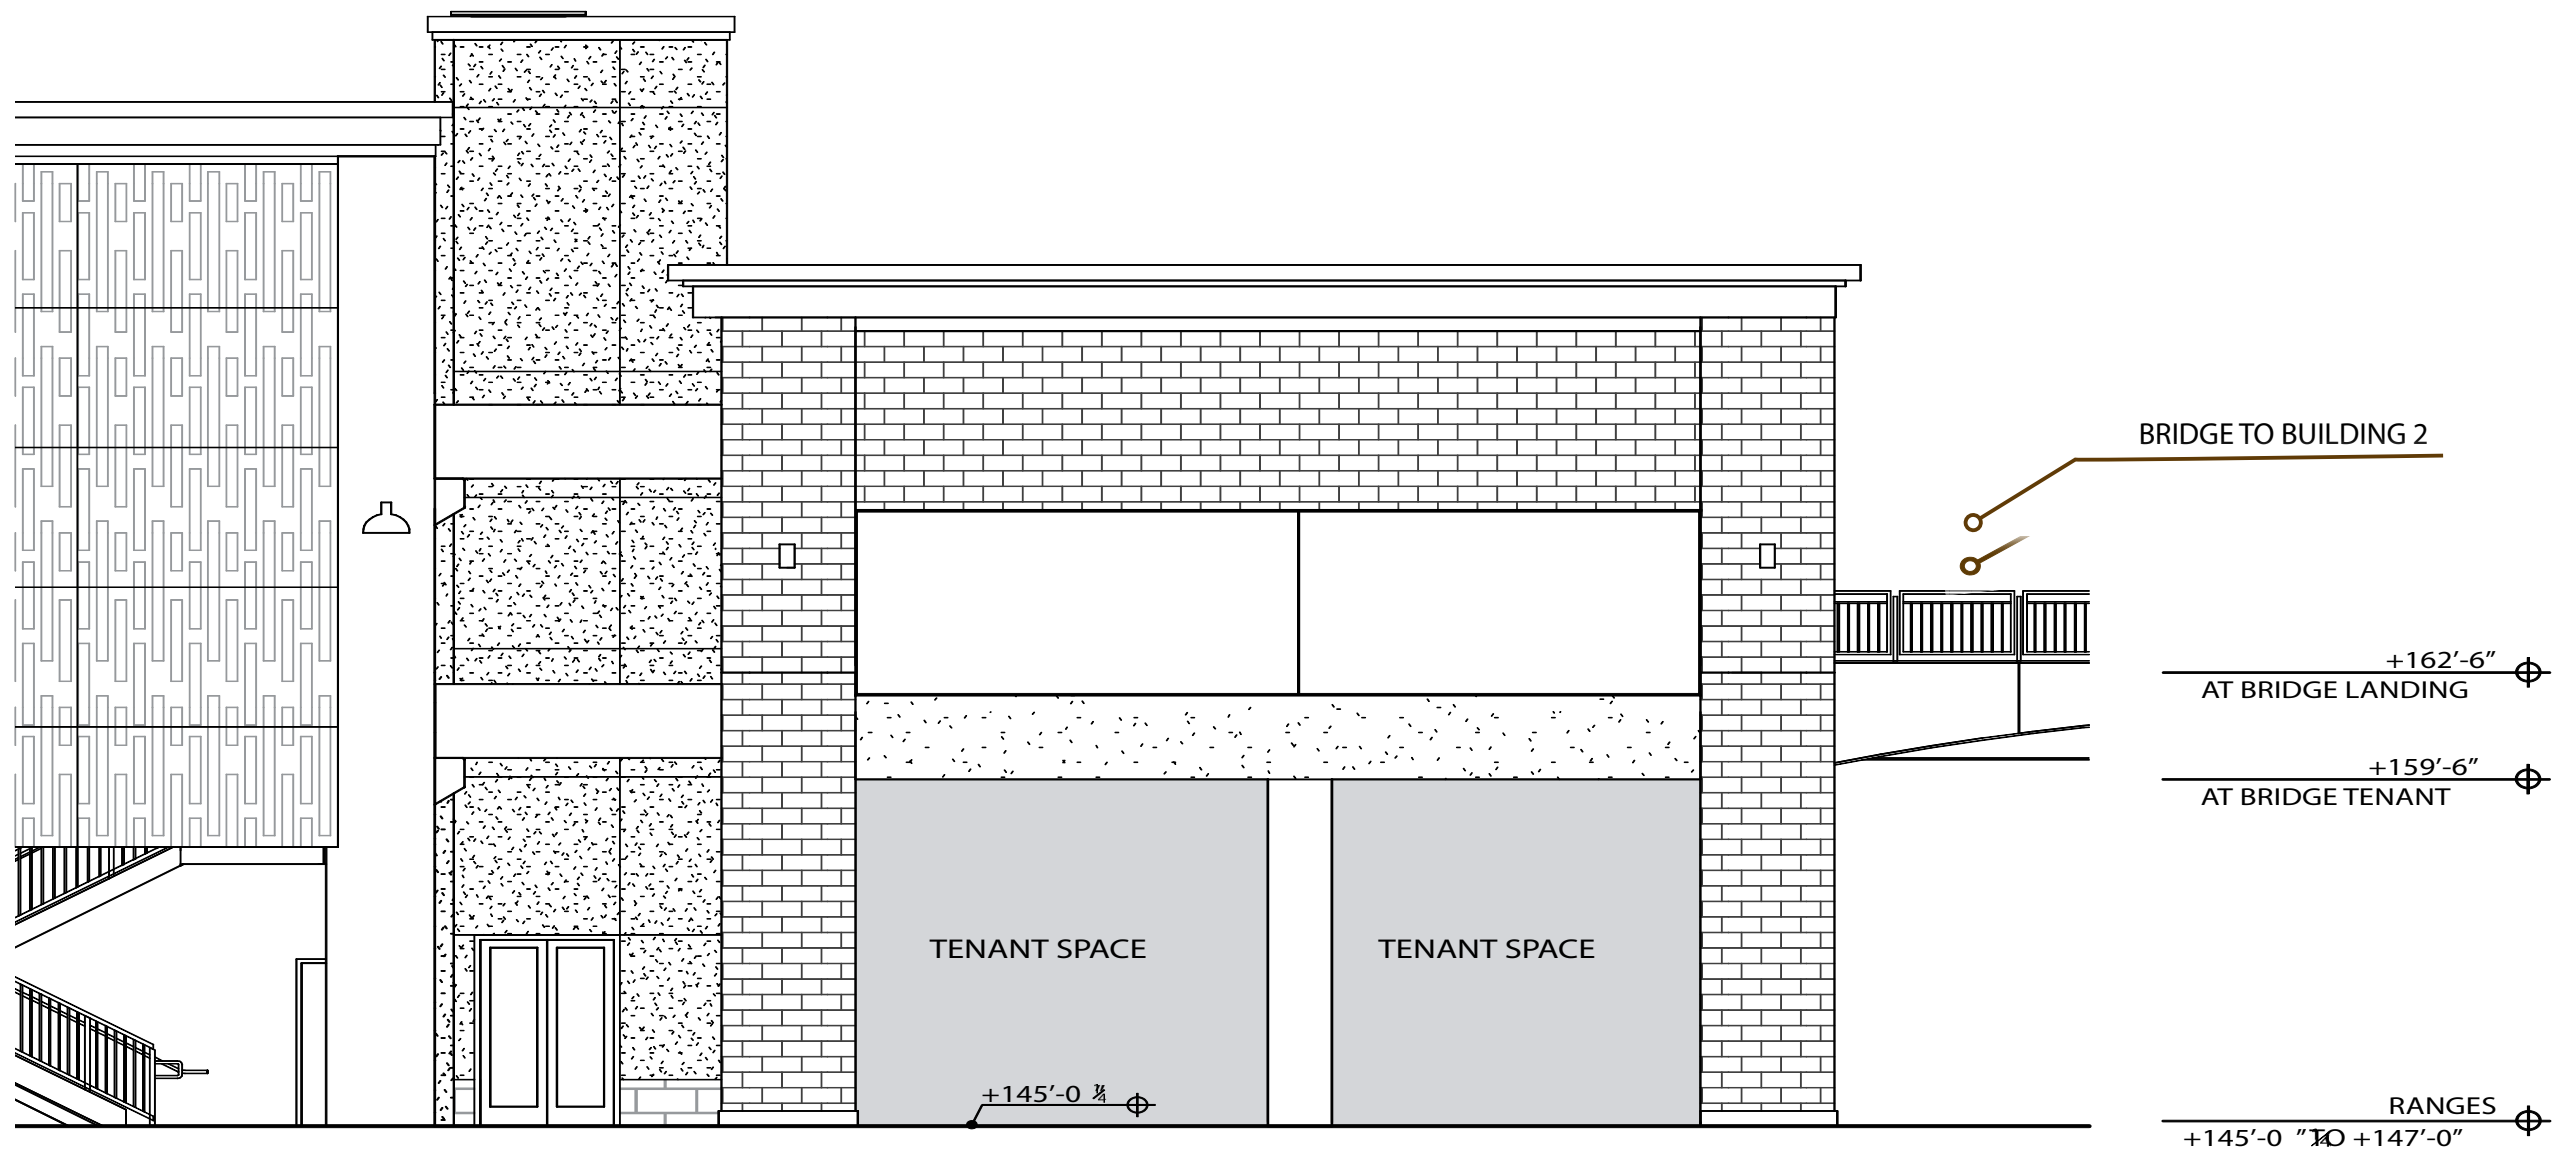 BRIDGE TO BUILDING 2
+162’-6”
AT BRIDGE LANDING
+159’-6”
AT BRIDGE TENANT
TENANT SPACE
TENANT SPACE
+145’-0
RANGES
+145’-0 ” TO +147’-0”